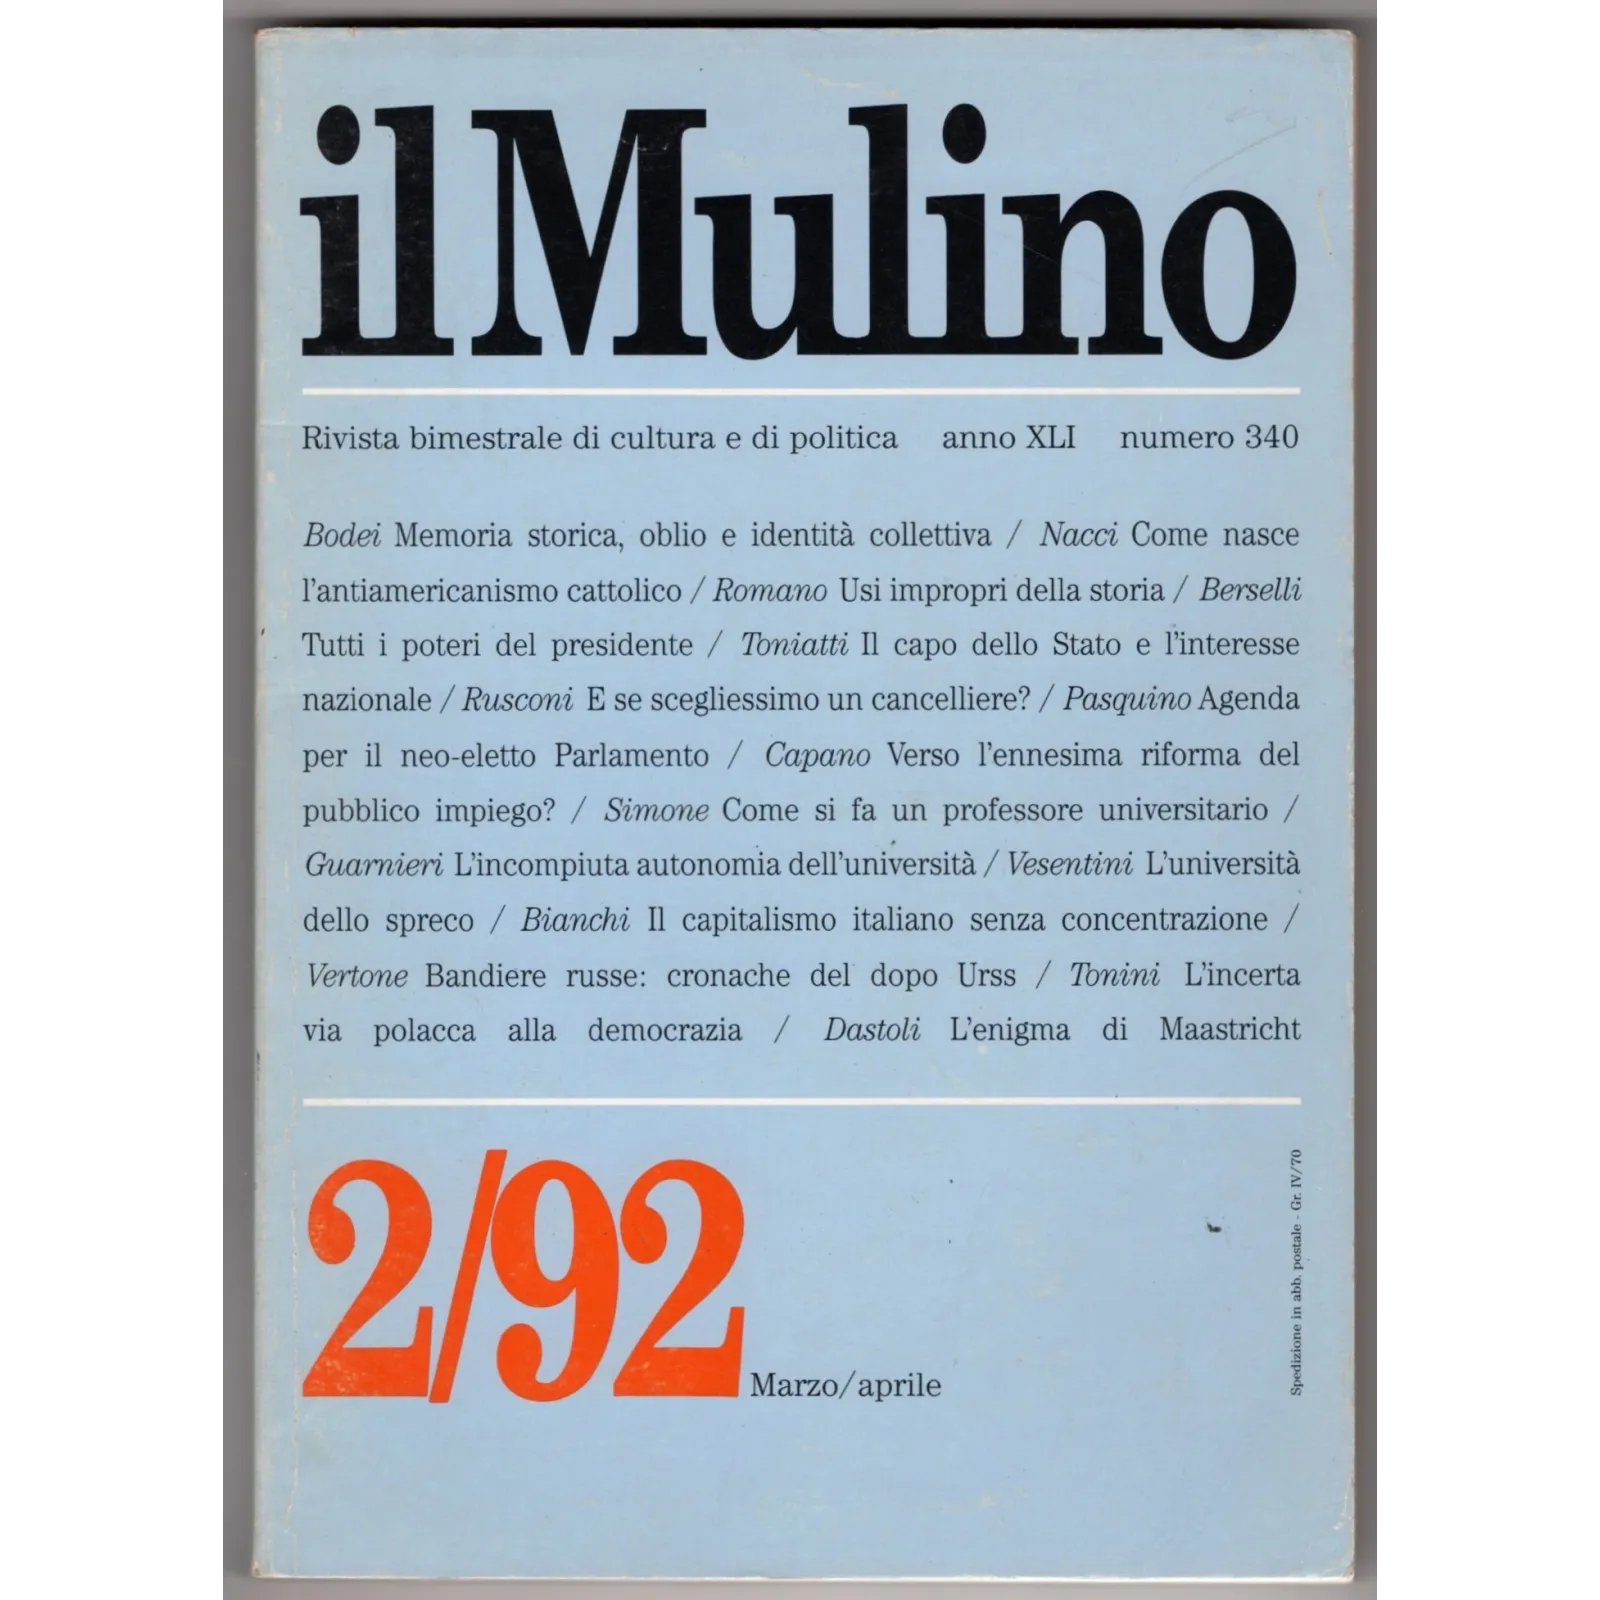 il Mulino
Rivista bimestrale di cultura e di politica anno XLI numero 340
Bodei Memoria storica, oblio e identità collettiva / Nacci Come nasce
l'antiamericanismo cattolico / Romano Usi impropri della storia / Berselli
Tutti i poteri del presidente / Toniatti Il capo dello Stato e l'interesse
nazionale / Rusconi E se scegliessimo un cancelliere? / Pasquino Agenda
per il neo-eletto Parlamento / Capano Verso l'ennesima riforma del
pubblico impiego? / Simone Come si fa un professore universitario /
Guarnieri L'incompiuta autonomia dell'università / Vesentini L'università
dello spreco / Bianchi Il capitalismo italiano senza concentrazione /
Vertone Bandiere russe: cronache del dopo Urss / Tonini L'incerta
via polacca alla democrazia / Dastoli L'enigma di Maastricht
2/92 Marzo/aprile
Spedizione in abb. postale - Gr. IV/70